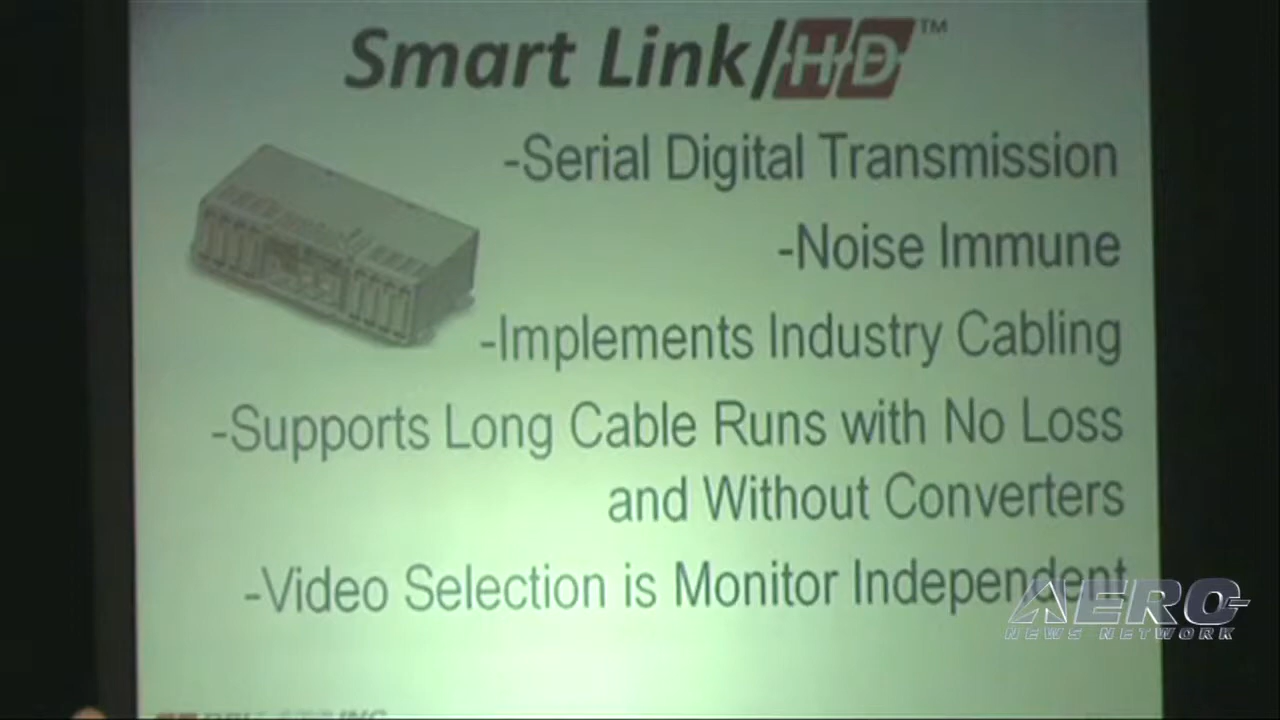 Smart Link/HD™
-Serial Digital Transmission
-Noise Immune
-Implements Industry Cabling
-Supports Long Cable Runs with No Loss
and Without Converters
-Video Selection is Monitor Independent
AERO-
NEWS NETWORK
INC